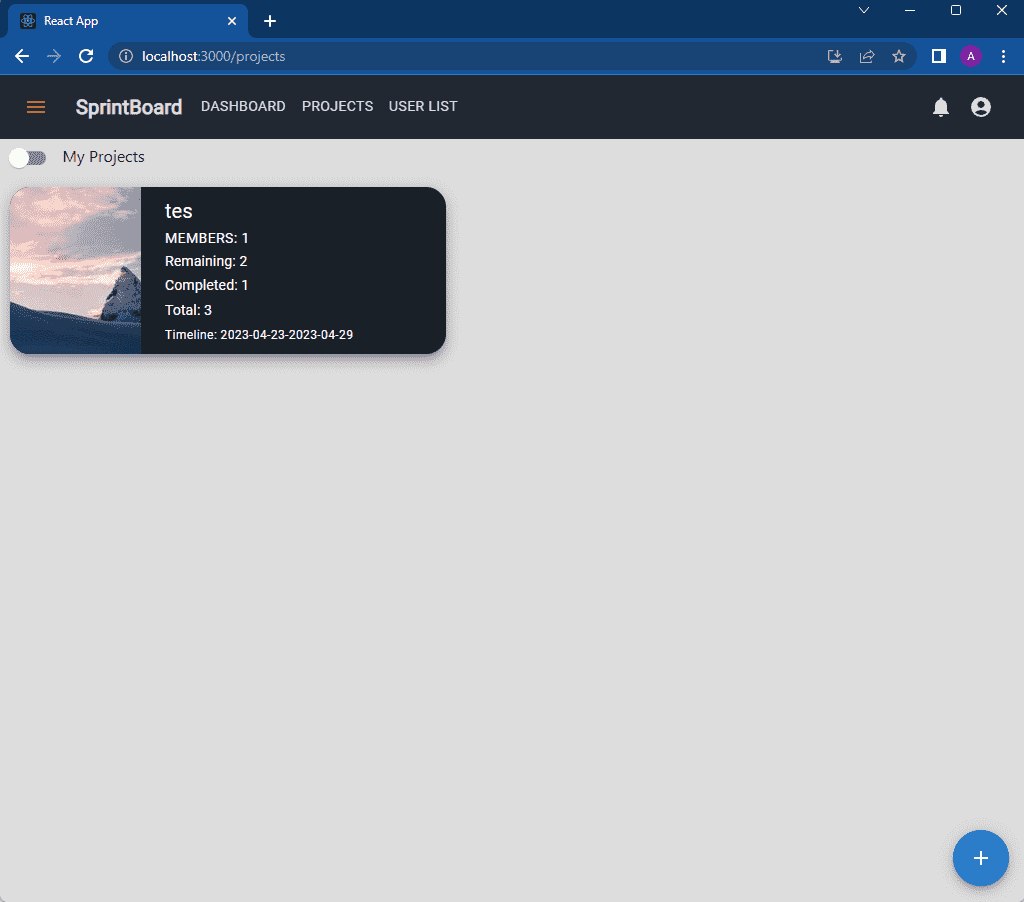 React App
localhost:3000/projects
A
SprintBoard DASHBOARD PROJECTS USER LIST
My Projects
tes
MEMBERS: 1
Remaining: 2
Completed: 1
Total: 3
Timeline: 2023-04-23-2023-04-29